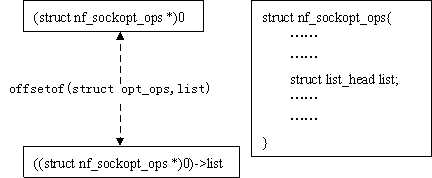 (struct nf_sockopt_ops *)0
offsetof(struct opt_ops,list)
((struct nf_sockopt_ops *)0)->list
struct nf_sockopt_ops{
……
……
struct list_head list;
……
……
}